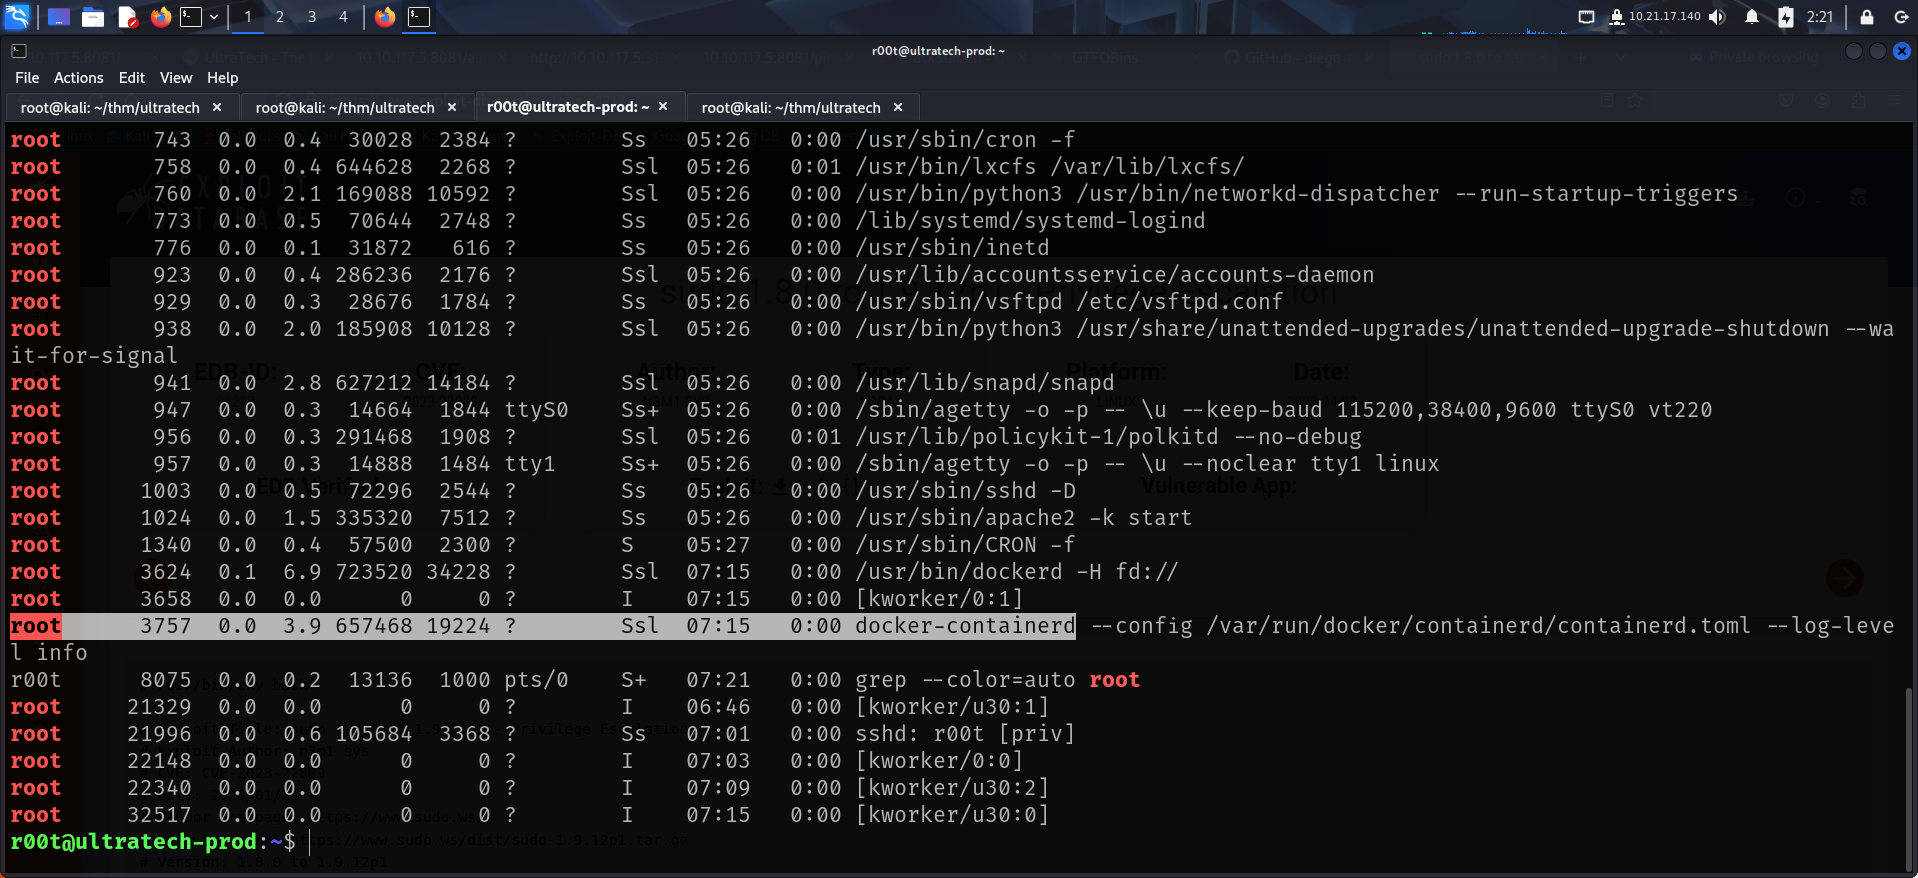 1 2 3 4
10.21.17.140
2:21
r00t@ultratech-prod: ~
File Actions Edit View Help
root@kali: ~/thm/ultratech ×
root@kali: ~/thm/ultratech ×
r00t@ultratech-prod: ~ ×
root@kali: ~/thm/ultratech ×
root 743 0.0 0.4 30028 2384 ? Ss 05:26 0:00 /usr/sbin/cron -f
root 758 0.0 0.4 644628 2268 ? Ssl 05:26 0:01 /usr/bin/lxcfs /var/lib/lxcfs/
root 760 0.0 2.1 169088 10592 ? Ssl 05:26 0:00 /usr/bin/python3 /usr/bin/networkd-dispatcher --run-startup-triggers
root 773 0.0 0.5 70644 2748 ? Ss 05:26 0:00 /lib/systemd/systemd-logind
root 776 0.0 0.1 31872 616 ? Ss 05:26 0:00 /usr/sbin/inetd
root 923 0.0 0.4 286236 2176 ? Ssl 05:26 0:00 /usr/lib/accountsservice/accounts-daemon
root 929 0.0 0.3 28676 1784 ? Ss 05:26 0:00 /usr/sbin/vsftpd /etc/vsftpd.conf
root 938 0.0 2.0 185908 10128 ? Ssl 05:26 0:00 /usr/bin/python3 /usr/share/unattended-upgrades/unattended-upgrade-shutdown --wa
it-for-signal
root 941 0.0 2.8 627212 14184 ? Ssl 05:26 0:00 /usr/lib/snapd/snapd
root 947 0.0 0.3 14664 1844 ttyS0 Ss+ 05:26 0:00 /sbin/agetty -o -p -- \u --keep-baud 115200,38400,9600 ttyS0 vt220
root 956 0.0 0.3 291468 1908 ? Ssl 05:26 0:01 /usr/lib/policykit-1/polkitd --no-debug
root 957 0.0 0.3 14888 1484 tty1 Ss+ 05:26 0:00 /sbin/agetty -o -p -- \u --noclear tty1 linux
root 1003 0.0 0.5 72296 2544 ? Ss 05:26 0:00 /usr/sbin/sshd -D
root 1024 0.0 1.5 335320 7512 ? Ss 05:26 0:00 /usr/sbin/apache2 -k start
root 1340 0.0 0.4 57500 2300 ? S 05:27 0:00 /usr/sbin/CRON -f
root 3624 0.1 6.9 723520 34228 ? Ssl 07:15 0:00 /usr/bin/dockerd -H fd://
root 3658 0.0 0.0 0 0 ? I 07:15 0:00 [kworker/0:1]
root 3757 0.0 3.9 657468 19224 ? Ssl 07:15 0:00 docker-containerd --config /var/run/docker/containerd/containerd.toml --log-leve
l info
r00t 8075 0.0 0.2 13136 1000 pts/0 S+ 07:21 0:00 grep --color=auto root
root 21329 0.0 0.0 0 0 ? I 06:46 0:00 [kworker/u30:1]
root 21996 0.0 0.6 105684 3368 ? Ss 07:01 0:00 sshd: r00t [priv]
root 22148 0.0 0.0 0 0 ? I 07:03 0:00 [kworker/0:0]
root 22340 0.0 0.0 0 0 ? I 07:09 0:00 [kworker/u30:2]
root 32517 0.0 0.0 0 0 ? I 07:15 0:00 [kworker/u30:0]
r00t@ultratech-prod:~$